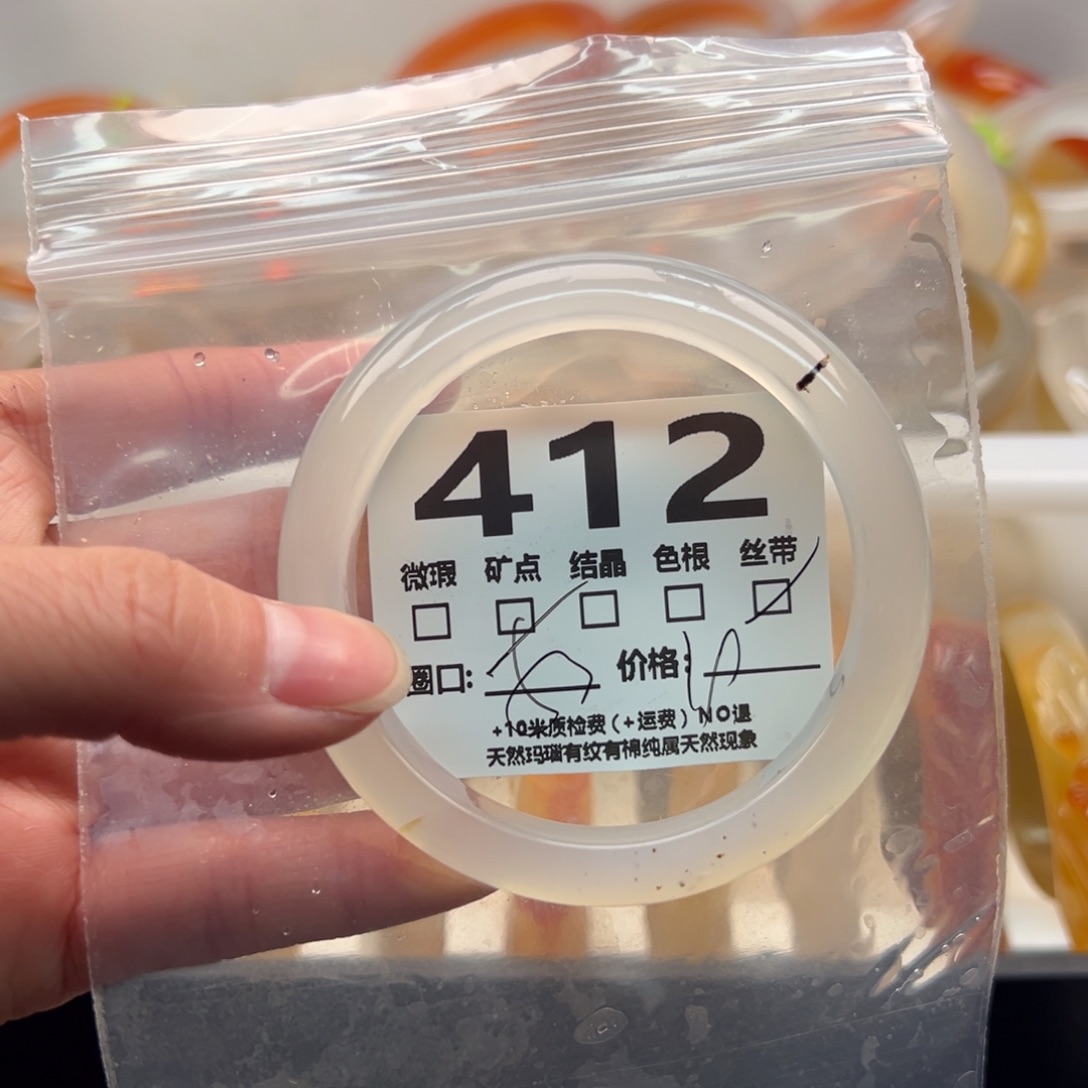 412
微瑕 矿点 结晶 色根 丝带
圈口: 价格:
+10米质检费(+运费)NO退
天然玛瑙有纹有棉纯属天然现象